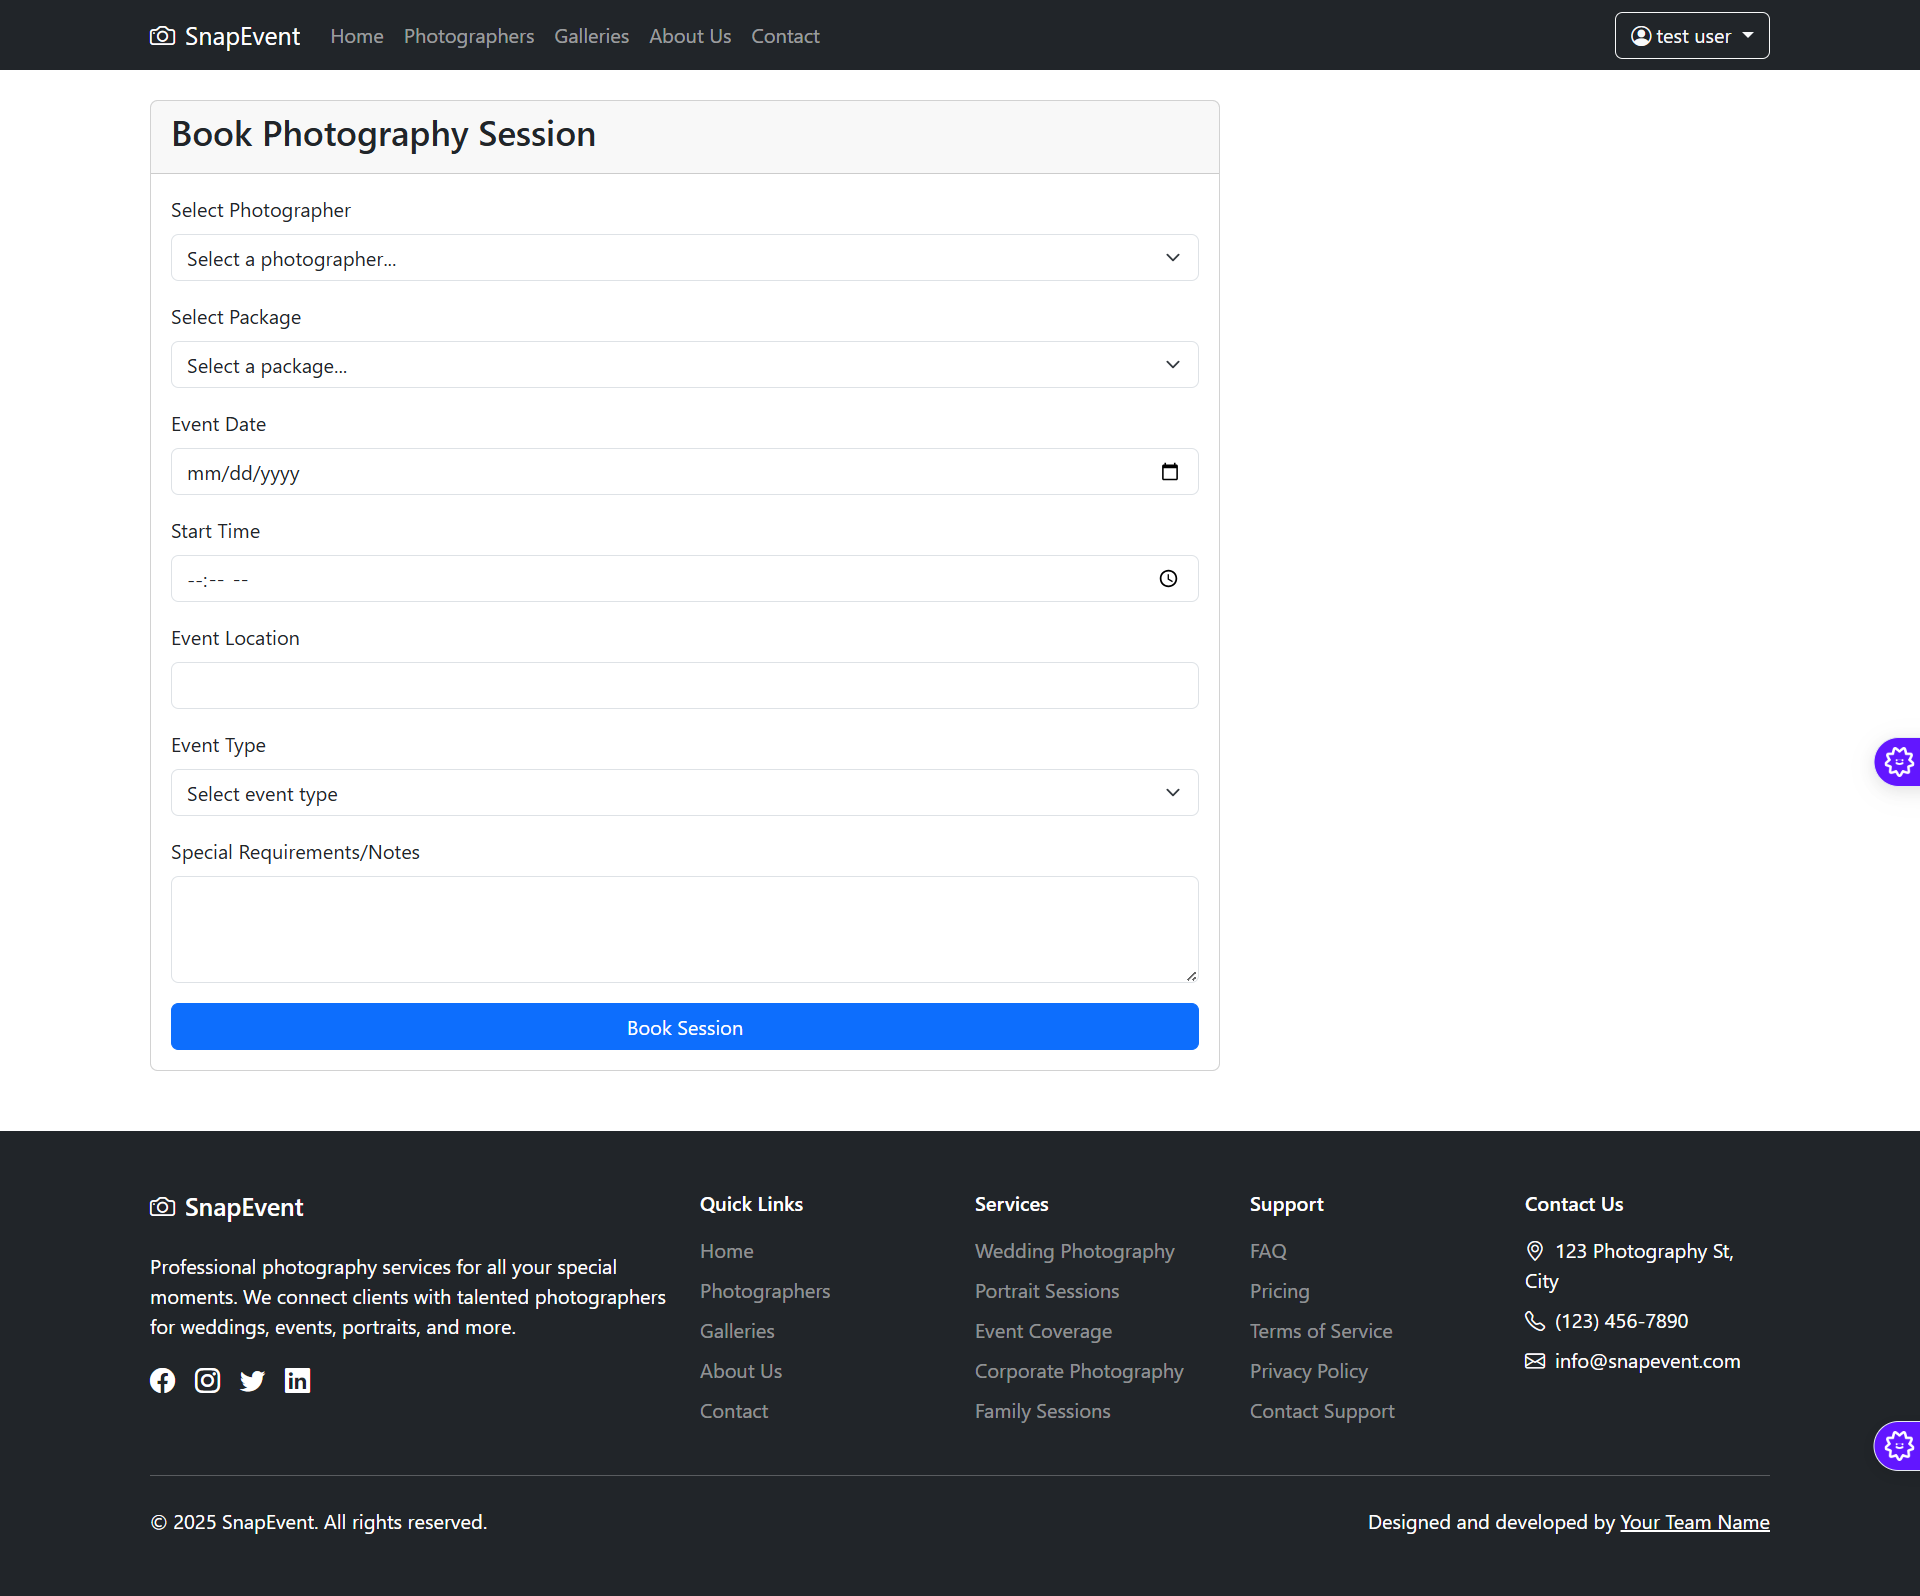 SnapEvent Home Photographers Galleries About Us Contact test user
Book Photography Session
Select Photographer
Select a photographer...
Select Package
Select a package...
Event Date
mm/dd/yyyy
Start Time
--:-- --
Event Location
Event Type
Select event type
Special Requirements/Notes
Book Session
SnapEvent
Professional photography services for all your special
moments. We connect clients with talented photographers
for weddings, events, portraits, and more.
Quick Links
Home
Photographers
Galleries
About Us
Contact
Services
Wedding Photography
Portrait Sessions
Event Coverage
Corporate Photography
Family Sessions
Support
FAQ
Pricing
Terms of Service
Privacy Policy
Contact Support
Contact Us
123 Photography St,
City
(123) 456-7890
info@snapevent.com
© 2025 SnapEvent. All rights reserved.
Designed and developed by Your Team Name